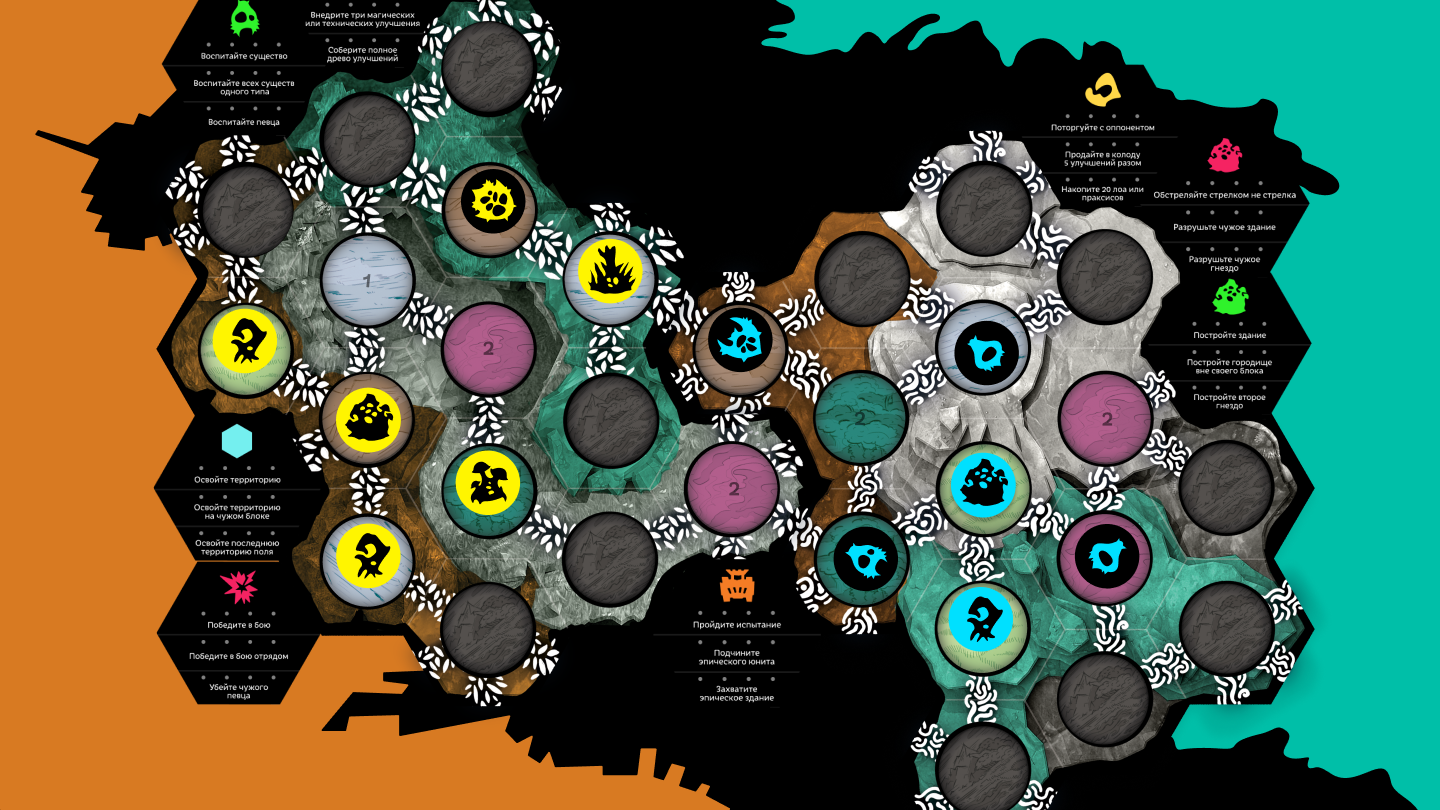 Внедрите три магических
или технических улучшения
Соберите полное
древо улучшений
Воспитайте существо
Воспитайте всех существ
одного типа
Воспитайте певца
Поторгуйте с оппонентом
Продайте в колоду
5 улучшений разом
Накопите 20 лоа или
праксисов
Обстреляйте стрелком не стрелка
Разрушьте чужое здание
Разрушьте чужое
гнездо
1
2
2
2
2
Постройте здание
Постройте городище
вне своего блока
Постройте второе
гнездо
Освойте территорию
Освойте территорию
на чужом блоке
Освойте последнюю
территорию поля
Победите в бою
Победите в бою отрядом
Убейте чужого
певца
Пройдите испытание
Подчините
эпического юнита
Захватите
эпическое здание